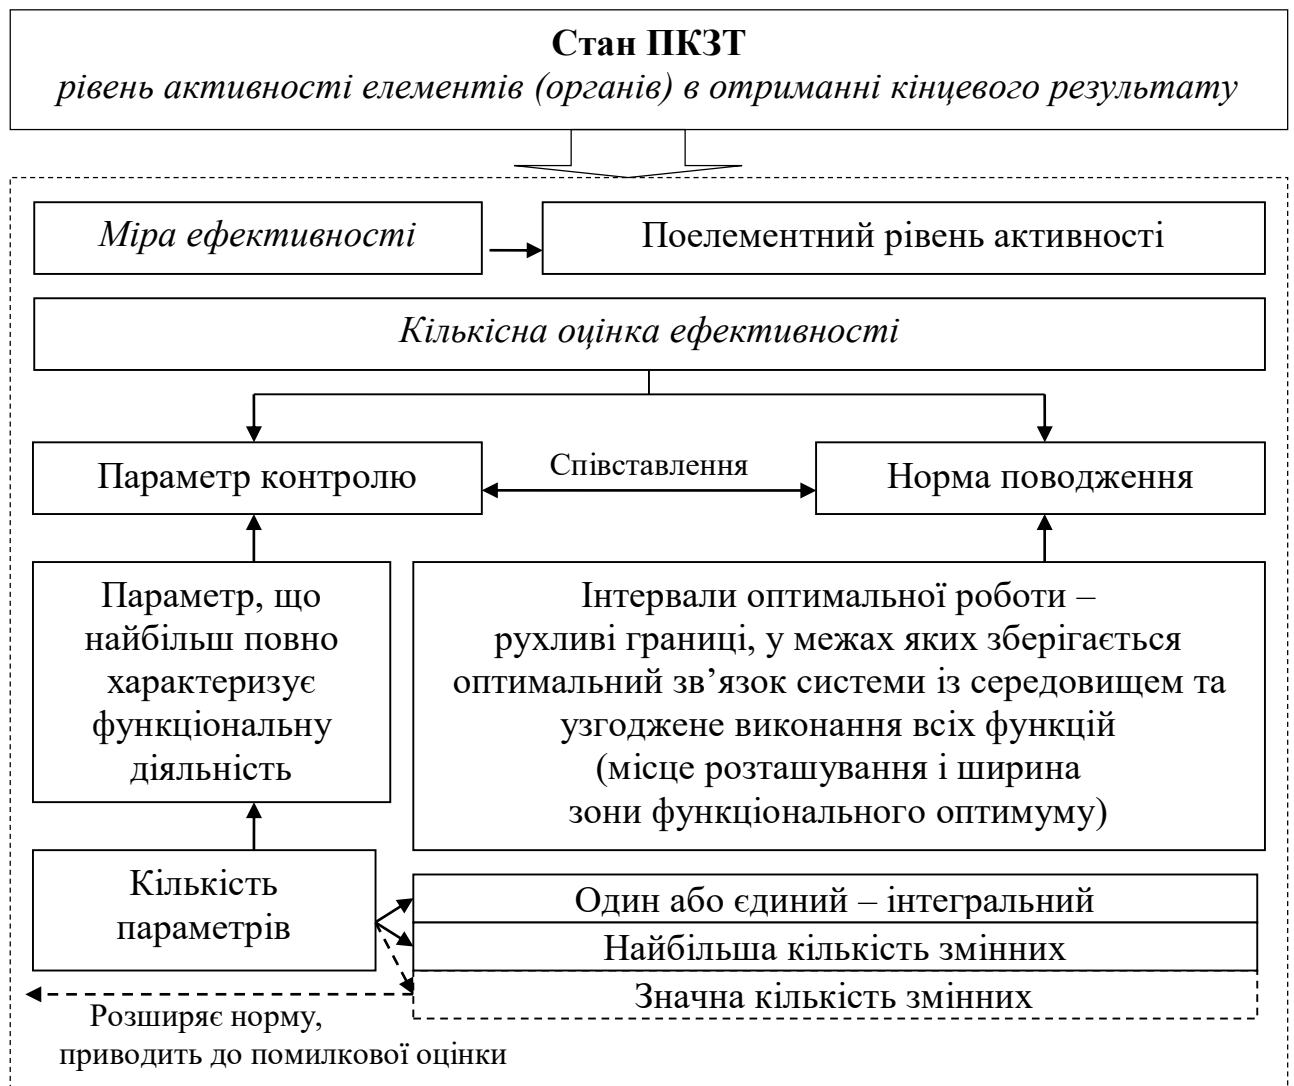 Стан ПКЗТ
рівень активності елементів (органів) в отриманні кінцевого результату
Міра ефективності
Поелементний рівень активності
Кількісна оцінка ефективності
Параметр контролю
Співставлення
Норма поводження
Параметр, що
найбільш повно
характеризує
функціональну
діяльність
Інтервали оптимальної роботи –
рухливі границі, у межах яких зберігається
оптимальний зв’язок системи із середовищем та
узгоджене виконання всіх функцій
(місце розташування і ширина
зони функціонального оптимуму)
Кількість
параметрів
Один або єдиний – інтегральний
Найбільша кількість змінних
Значна кількість змінних
Розширяє норму,
приводить до помилкової оцінки